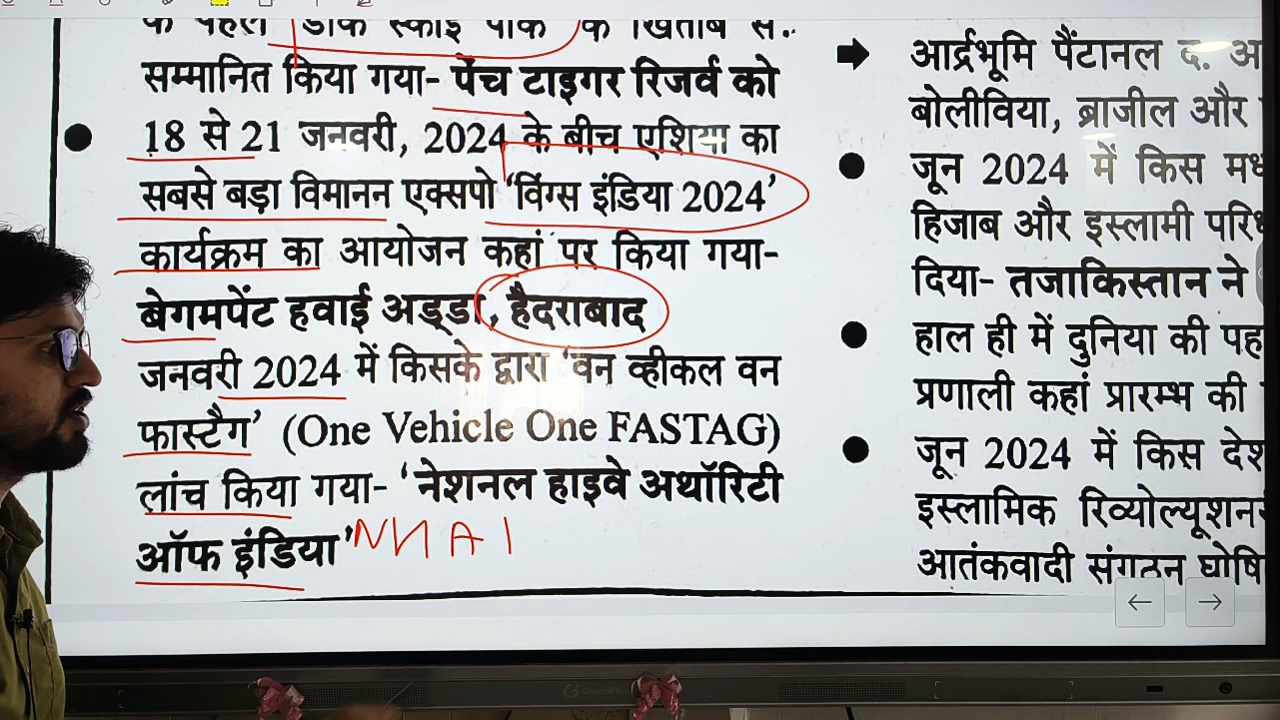 के पहले डार्क स्काई पार्क के खिताब से
सम्मानित किया गया- पेंच टाइगर रिजर्व को
18 से 21 जनवरी, 2024 के बीच एशिया का
सबसे बड़ा विमानन एक्सपो 'विंग्स इंडिया 2024'
कार्यक्रम का आयोजन कहां पर किया गया-
बेगमपेंट हवाई अड्डा, हैदराबाद
जनवरी 2024 में किसके द्वारा 'वन व्हीकल वन
फास्टैग' (One Vehicle One FASTAG)
लांच किया गया- 'नेशनल हाइवे अथॉरिटी
ऑफ इंडिया' NHAI
आर्द्रभूमि पैंटानल द.
बोलीविया, ब्राजील और
जून 2024 में किस
हिजाब और इस्लामी
दिया- तजाकिस्तान ने
हाल ही में दुनिया की
प्रणाली कहां प्रारम्भ की
जून 2024 में किस
इस्लामिक
आतंकवादी संगठन